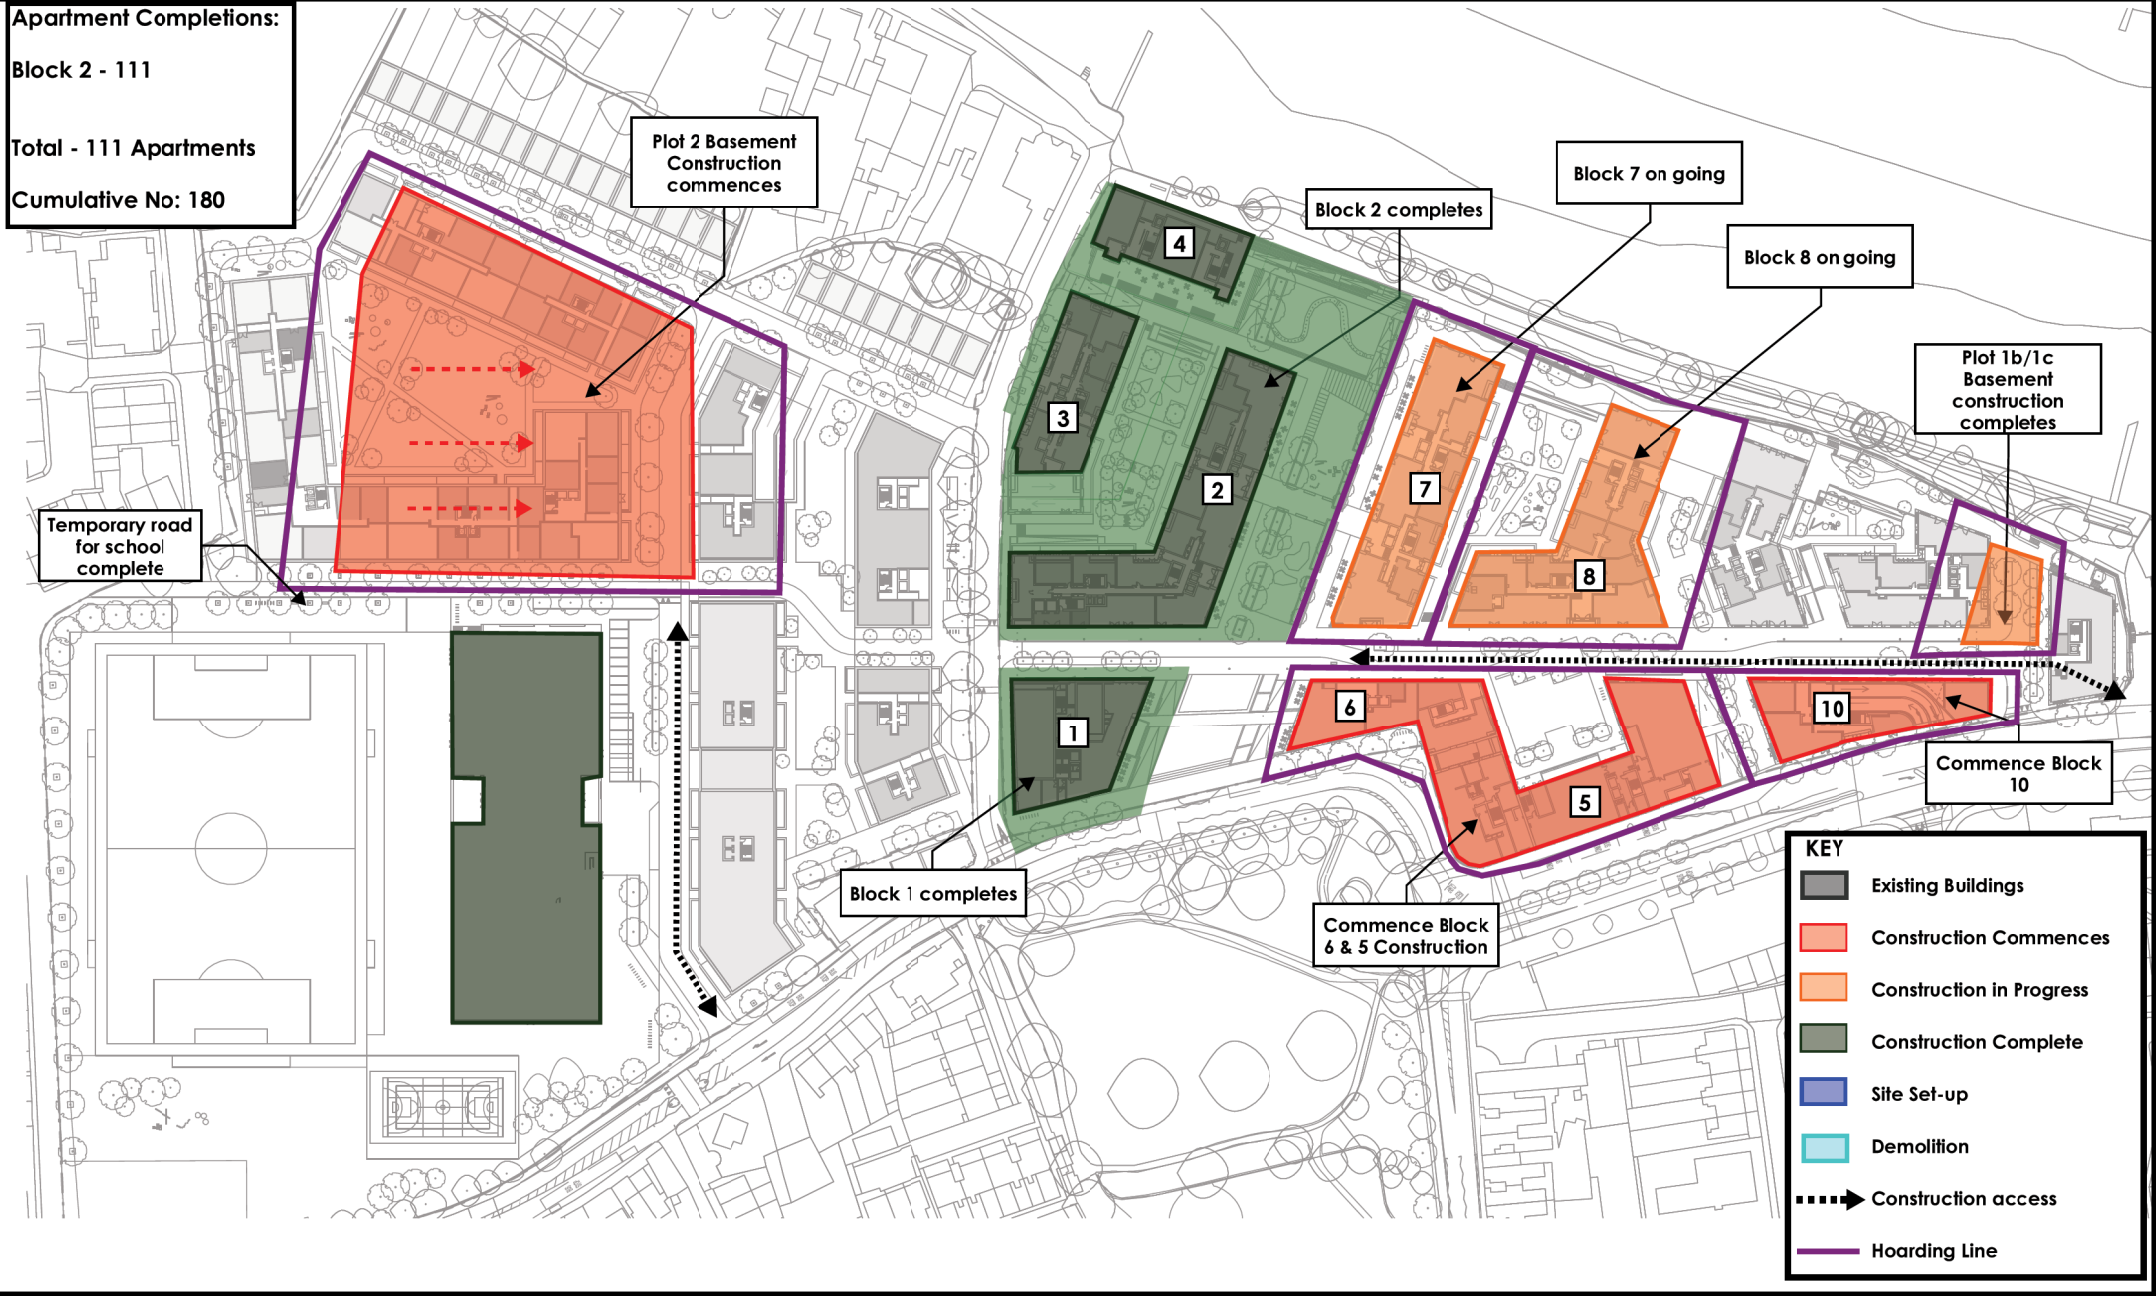 Apartment Completions:
Block 2 - 111
Total - 111 Apartments
Cumulative No: 180
Plot 2 Basement
Construction
commences
Block 7 on going
Block 2 completes
Block 8 on going
Plot 1b/1c
Basement
construction
completes
Temporary road
for school
complete
4
3
2
7
8
1
6
5
10
Block 1 completes
Commence Block
6 & 5 Construction
Commence Block
10
KEY
Existing Buildings
Construction Commences
Construction in Progress
Construction Complete
Site Set-up
Demolition
Construction access
Hoarding Line